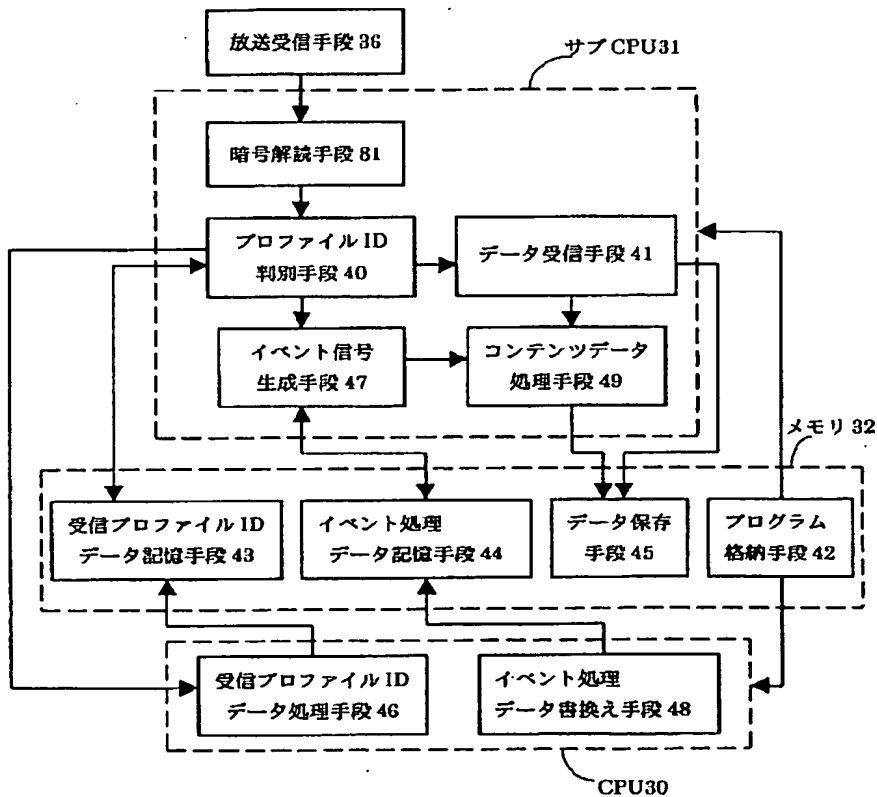 放送受信手段 36
サブ CPU31
暗号解読手段 81
プロファイル ID
判別手段 40
データ受信手段 41
イベント信号
生成手段 47
コンテンツデータ
処理手段 49
メモリ 32
受信プロファイル ID
データ記憶手段 43
イベント処理
データ記憶手段 44
データ保存
手段 45
プログラム
格納手段 42
受信プロファイル ID
データ処理手段 46
イベント処理
データ書換え手段 48
CPU30